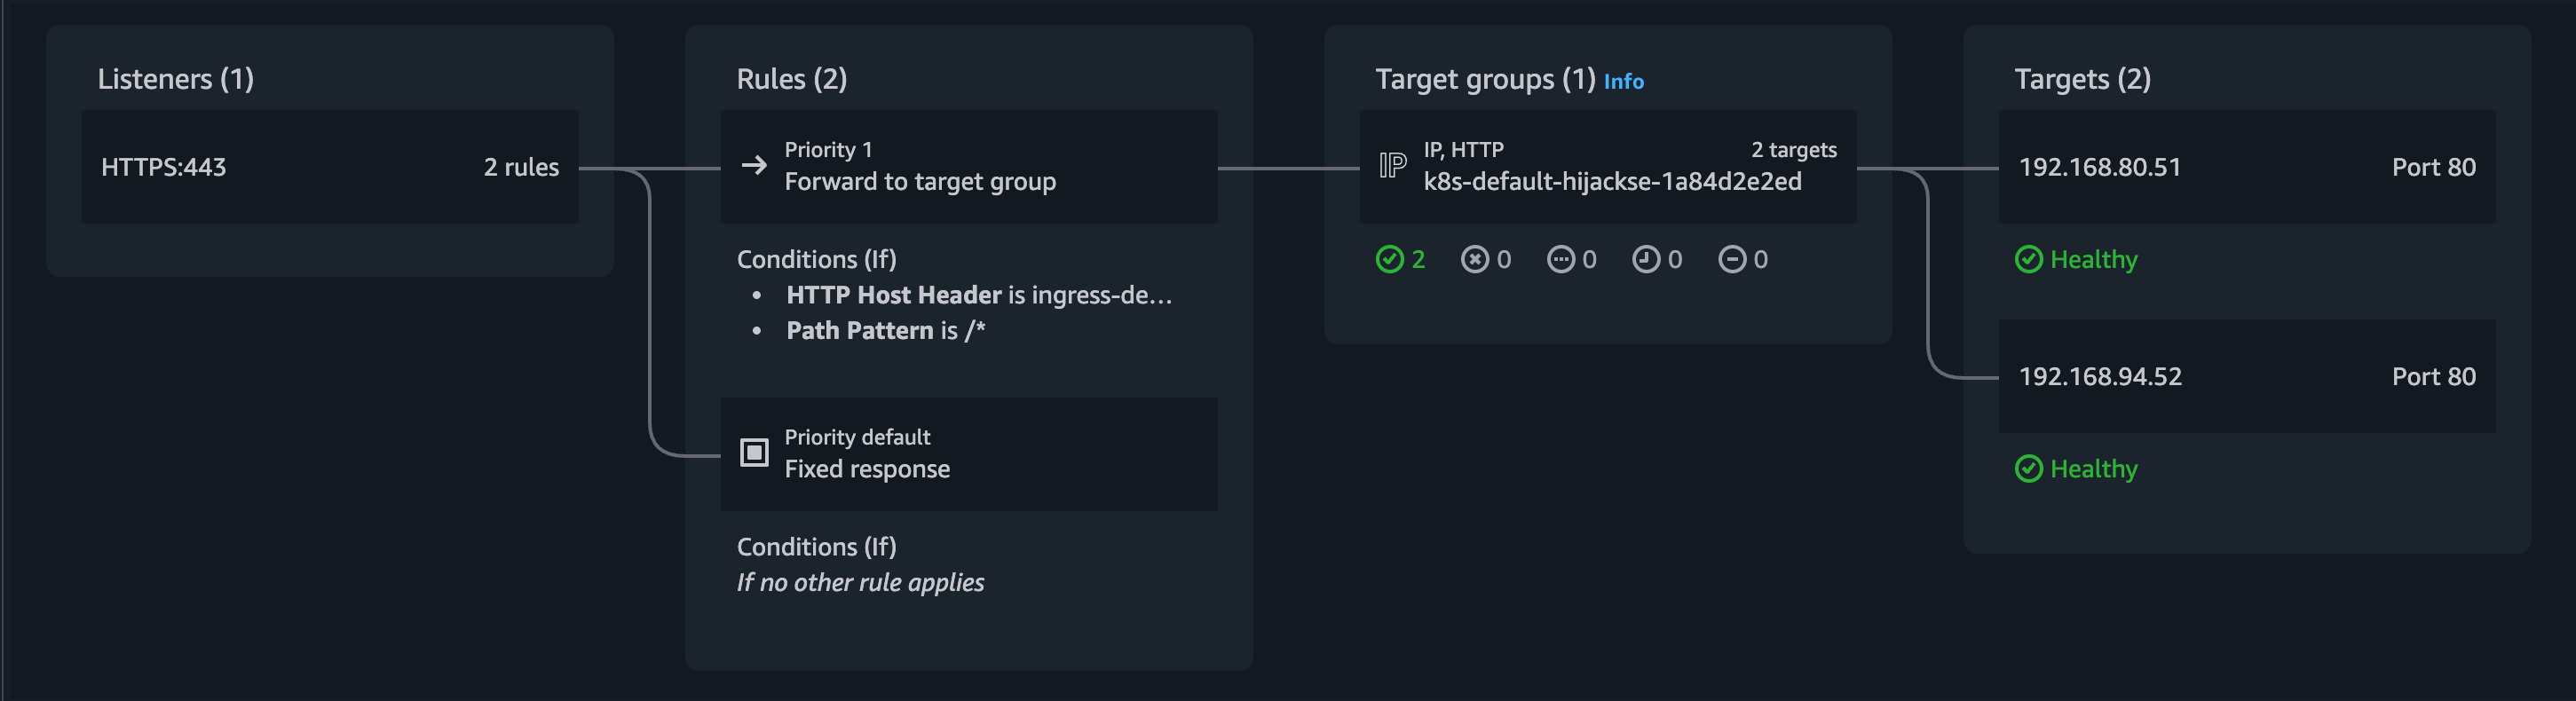 Listeners (1)
HTTPS:443 2 rules
Rules (2)
Priority 1
Forward to target group
Conditions (If)
• HTTP Host Header is ingress-de...
• Path Pattern is /*
Priority default
Fixed response
Conditions (If)
If no other rule applies
Target groups (1) Info
IP IP, HTTP 2 targets
k8s-default-hijackse-1a84d2e2ed
2 0 0 0 0
Targets (2)
192.168.80.51 Port 80
Healthy
192.168.94.52 Port 80
Healthy